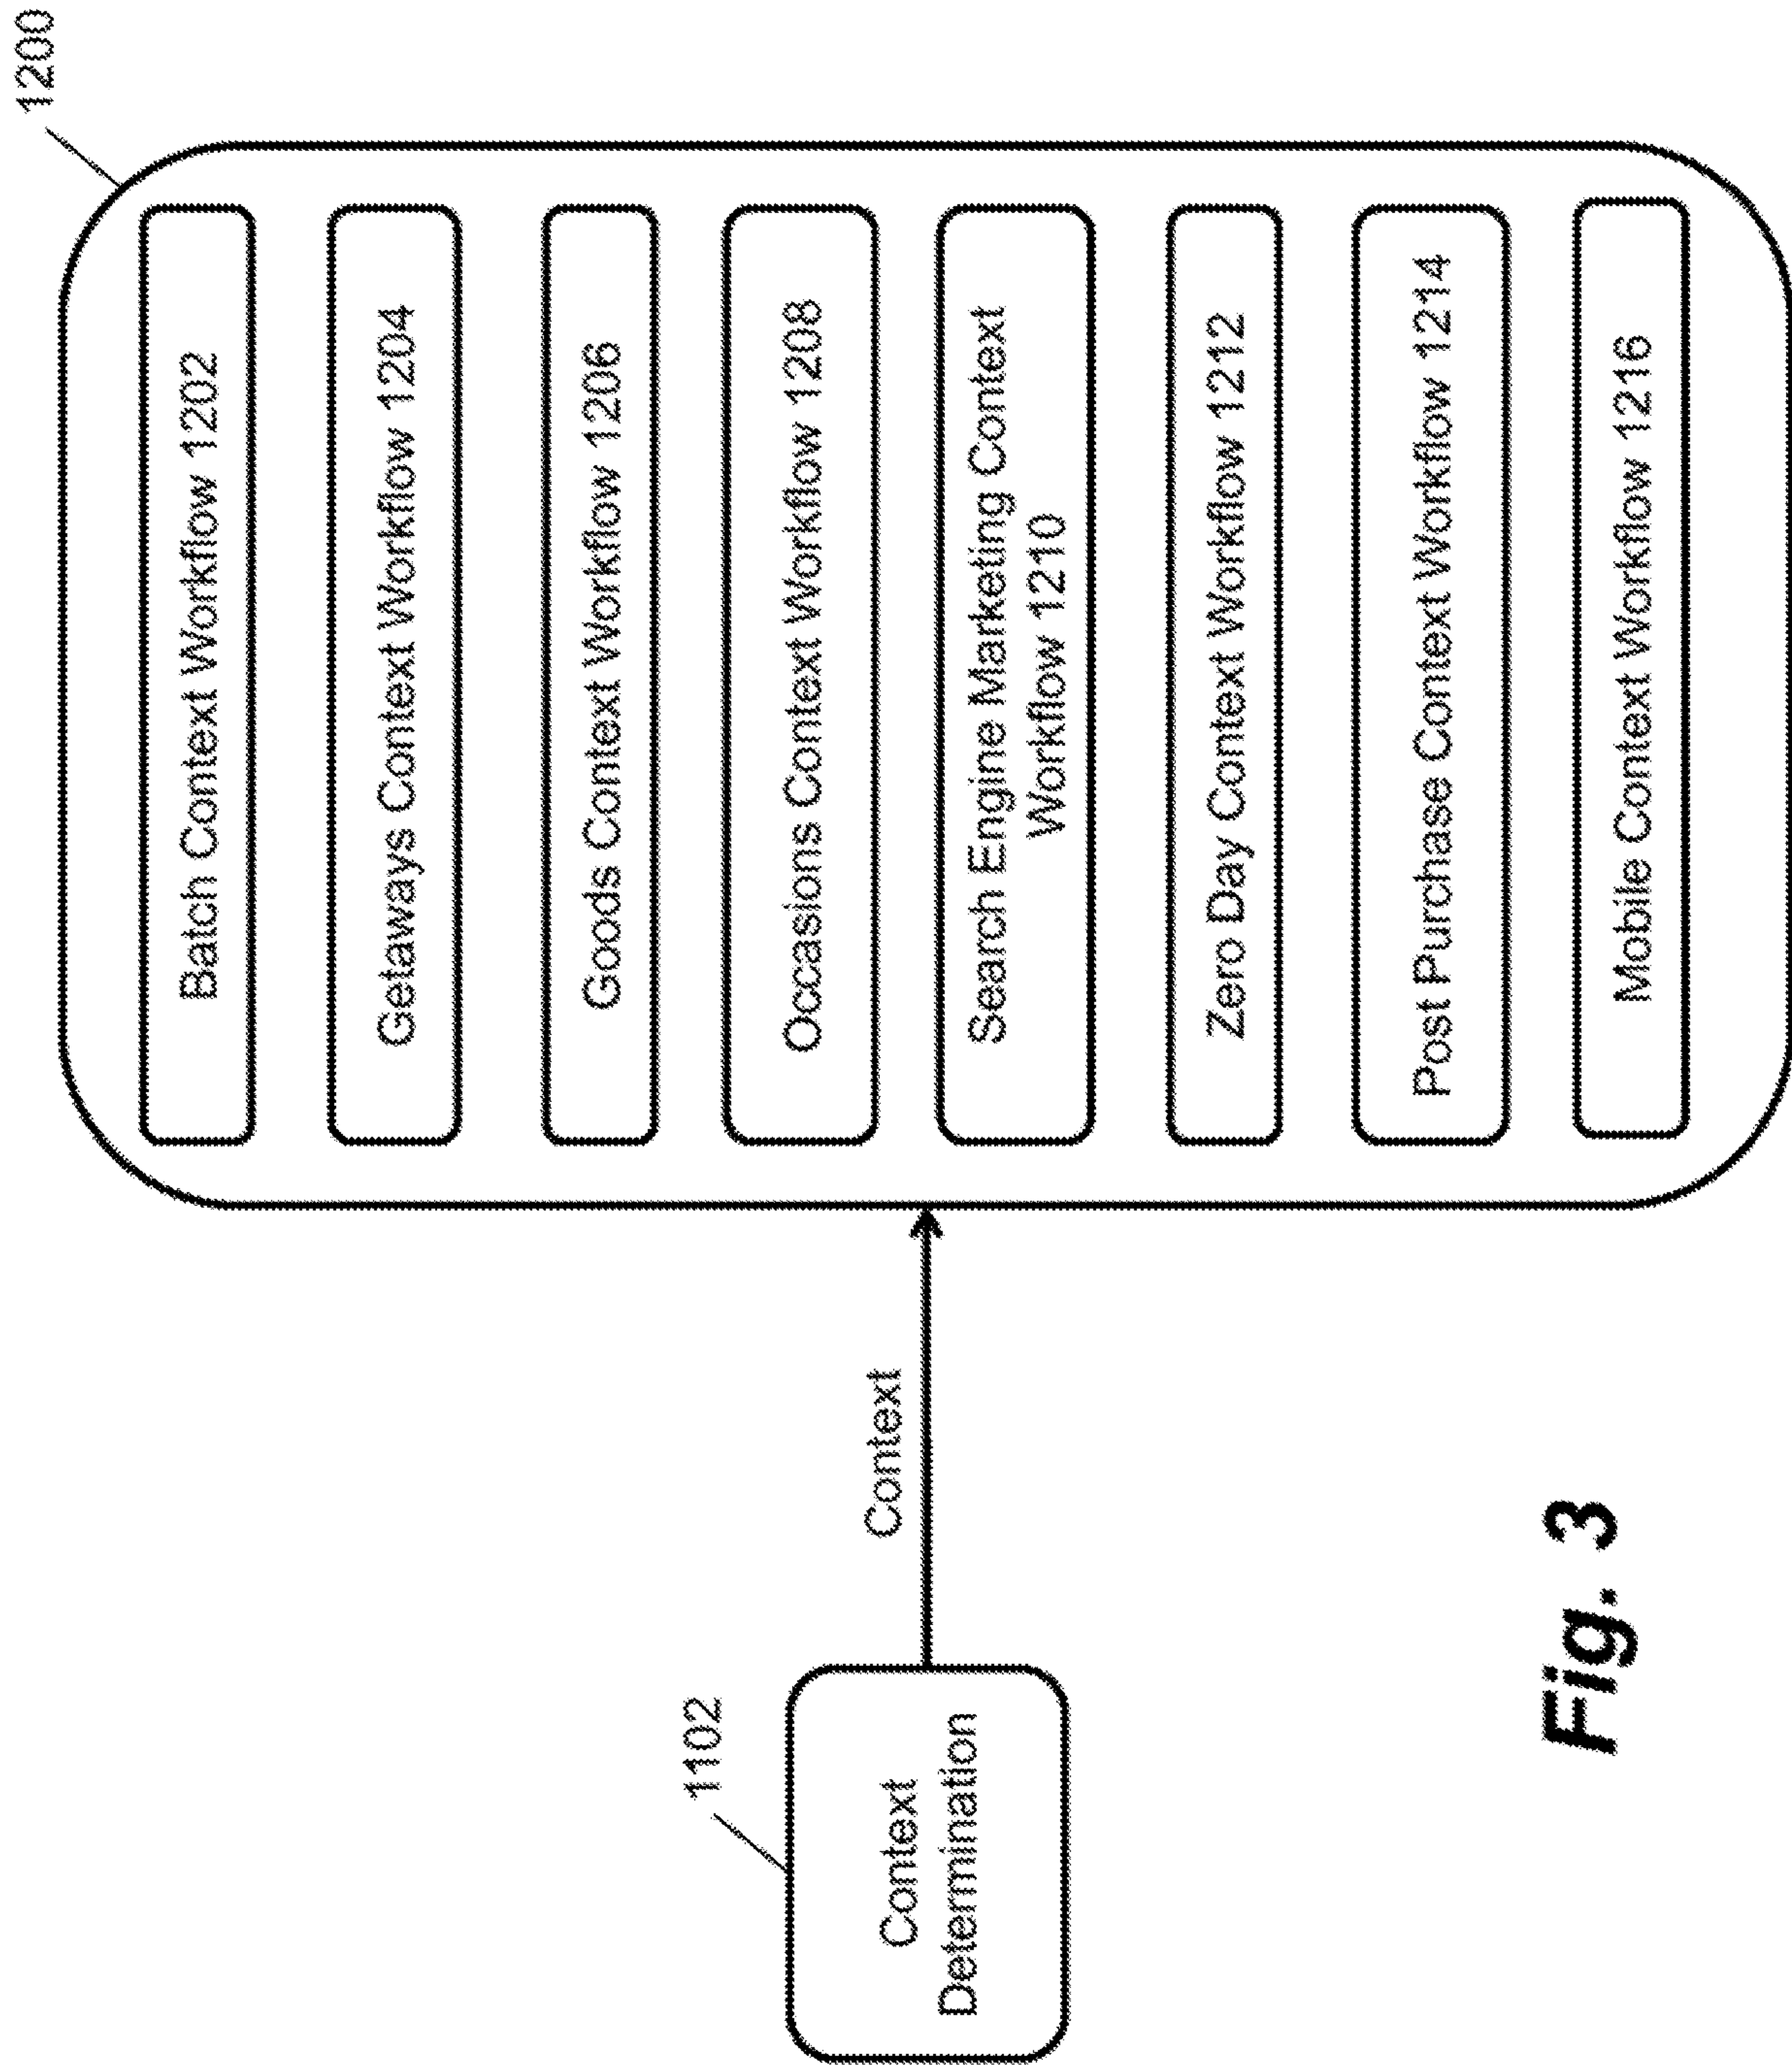 1200
Batch Context Workflow 1202
Getaways Context Workflow 1204
Goods Context Workflow 1206
Occasions Context Workflow 1208
Search Engine Marketing Context
Workflow 1210
Zero Day Context Workflow 1212
Post Purchase Context Workflow 1214
Mobile Context Workflow 1216
Context
1102
Context
Determination
Fig. 3